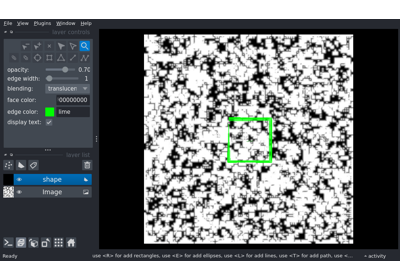 File View Plugins Window Help
layer controls
opacity: 0.70
edge width: 1
blending: translucen
face color: 00000000
edge color: lime
display text:
layer list
shape
Image
Ready use <R> for add rectangles, use <E> for add ellipses, use <L> for add lines, use <T> for add path, use <... activity